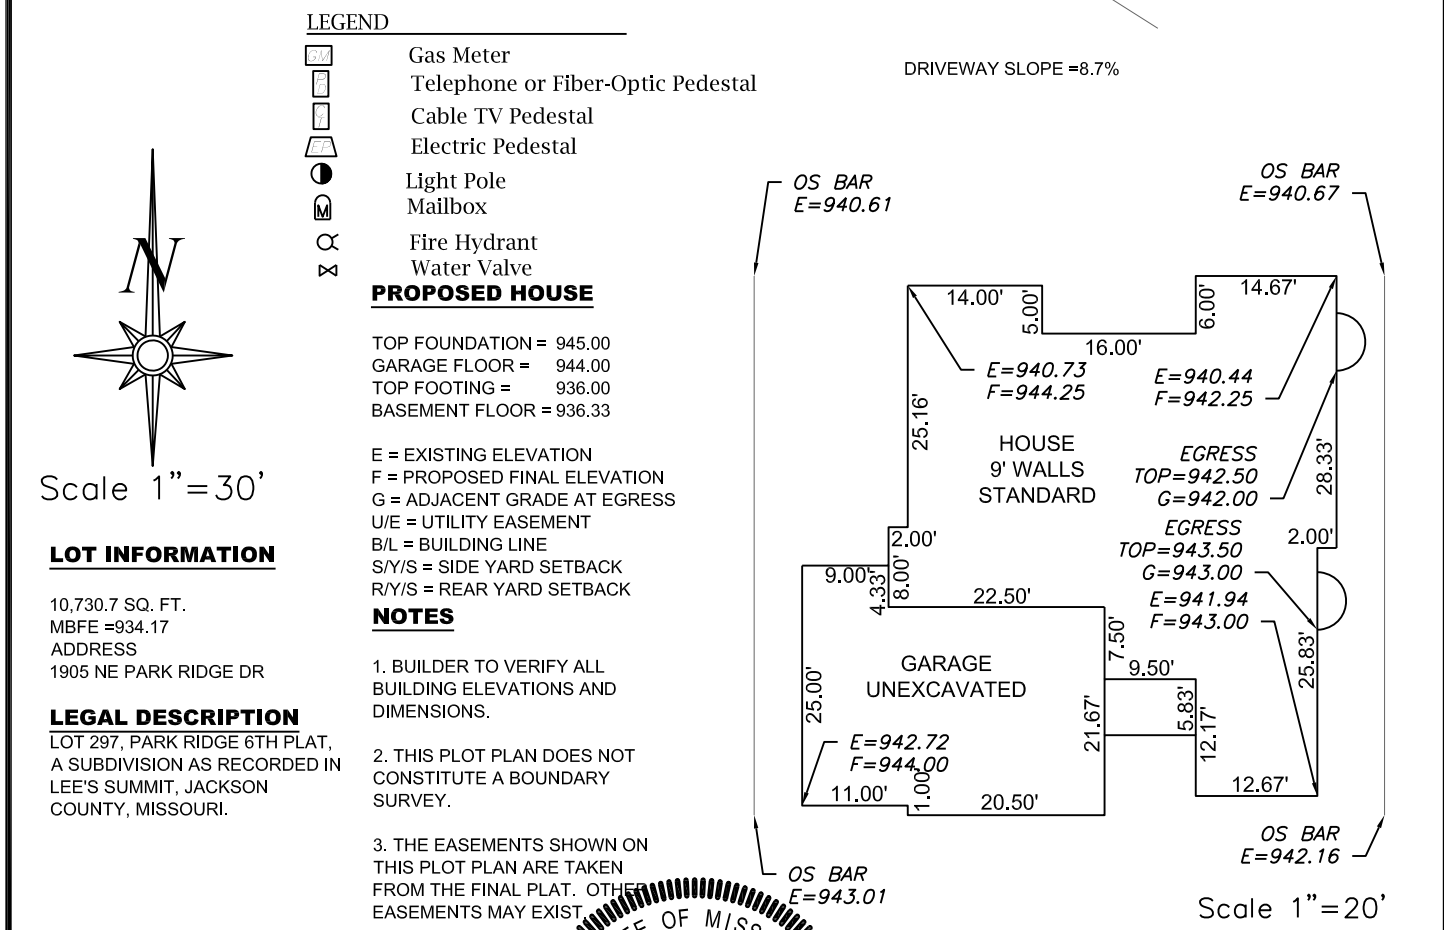 LEGEND
GM Gas Meter
Telephone or Fiber-Optic Pedestal
Cable TV Pedestal
EP Electric Pedestal
Light Pole
M Mailbox
Fire Hydrant
Water Valve
N
Scale 1"=30'
LOT INFORMATION
10,730.7 SQ. FT.
MBFE =934.17
ADDRESS
1905 NE PARK RIDGE DR
LEGAL DESCRIPTION
LOT 297, PARK RIDGE 6TH PLAT,
A SUBDIVISION AS RECORDED IN
LEE'S SUMMIT, JACKSON
COUNTY, MISSOURI.
PROPOSED HOUSE
TOP FOUNDATION = 945.00
GARAGE FLOOR = 944.00
TOP FOOTING = 936.00
BASEMENT FLOOR = 936.33
E = EXISTING ELEVATION
F = PROPOSED FINAL ELEVATION
G = ADJACENT GRADE AT EGRESS
U/E = UTILITY EASEMENT
B/L = BUILDING LINE
S/Y/S = SIDE YARD SETBACK
R/Y/S = REAR YARD SETBACK
NOTES
1. BUILDER TO VERIFY ALL
BUILDING ELEVATIONS AND
DIMENSIONS.
2. THIS PLOT PLAN DOES NOT
CONSTITUTE A BOUNDARY
SURVEY.
3. THE EASEMENTS SHOWN ON
THIS PLOT PLAN ARE TAKEN
FROM THE FINAL PLAT. OTHER
EASEMENTS MAY EXIST.
OF
DRIVEWAY SLOPE =8.7%
OS BAR
E=940.61
OS BAR
E=940.67
14.00'
5.00'
16.00'
6.00'
14.67'
E=940.73
F=944.25
E=940.44
F=942.25
25.16'
HOUSE
9' WALLS
STANDARD
EGRESS
TOP=942.50
G=942.00
28.33'
EGRESS
TOP=943.50
G=943.00
2.00'
2.00'
9.00'
4.33'
8.00'
22.50'
E=941.94
F=943.00
7.50'
9.50'
25.83'
GARAGE
UNEXCAVATED
25.00'
21.67'
5.83'
12.17'
E=942.72
F=944.00
11.00'
1.00'
20.50'
12.67'
OS BAR
E=943.01
OS BAR
E=942.16
Scale 1"=20'